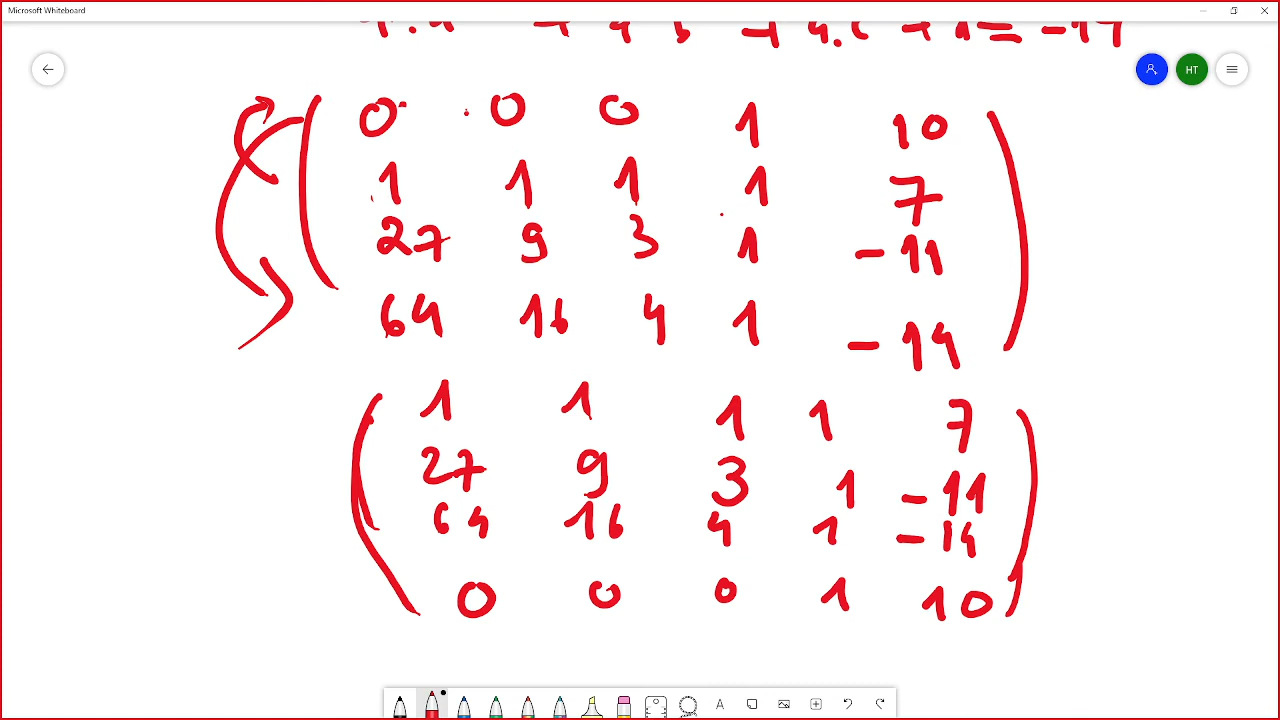 Microsoft Whiteboard
HT
0 0 0 1 10
1 1 1 1 7
27 9 3 1 -11
64 16 4 1 -14
1 1 1 1 7
27 9 3 1 -11
64 16 4 1 -14
0 0 0 1 10
A